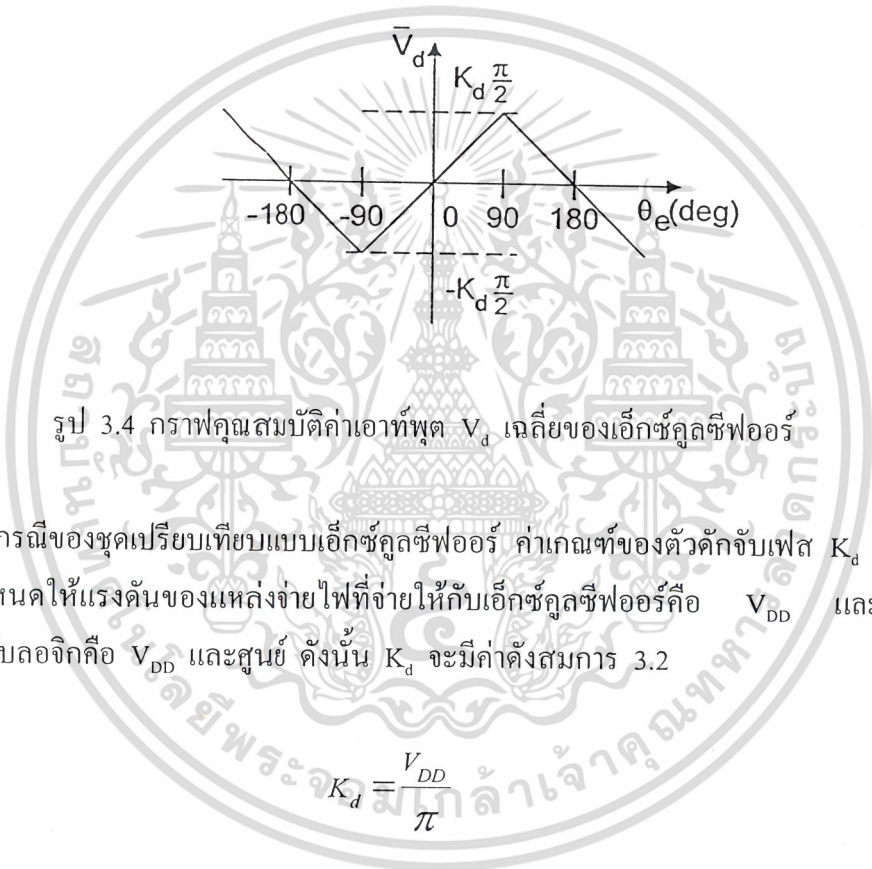 V̄d
Kd π/2
-180 -90 0 90 180 θe(deg)
-Kd π/2
รูป 3.4 กราฟคุณสมบัติค่าเอาท์พุต Vd เฉลี่ยของเอ็กซ์คูลซีฟออร์
กรณีของชุดเปรียบเทียบแบบเอ็กซ์คูลซีฟออร์ ค่าเกณฑ์ของตัวดักจับเฟส Kd
หนดให้แรงดันของแหล่งจ่ายไฟที่จ่ายให้กับเอ็กซ์คูลซีฟออร์คือ VDD และ
บลอจิกคือ VDD และศูนย์ ดังนั้น Kd จะมีค่าดังสมการ 3.2
Kd = VDD/π